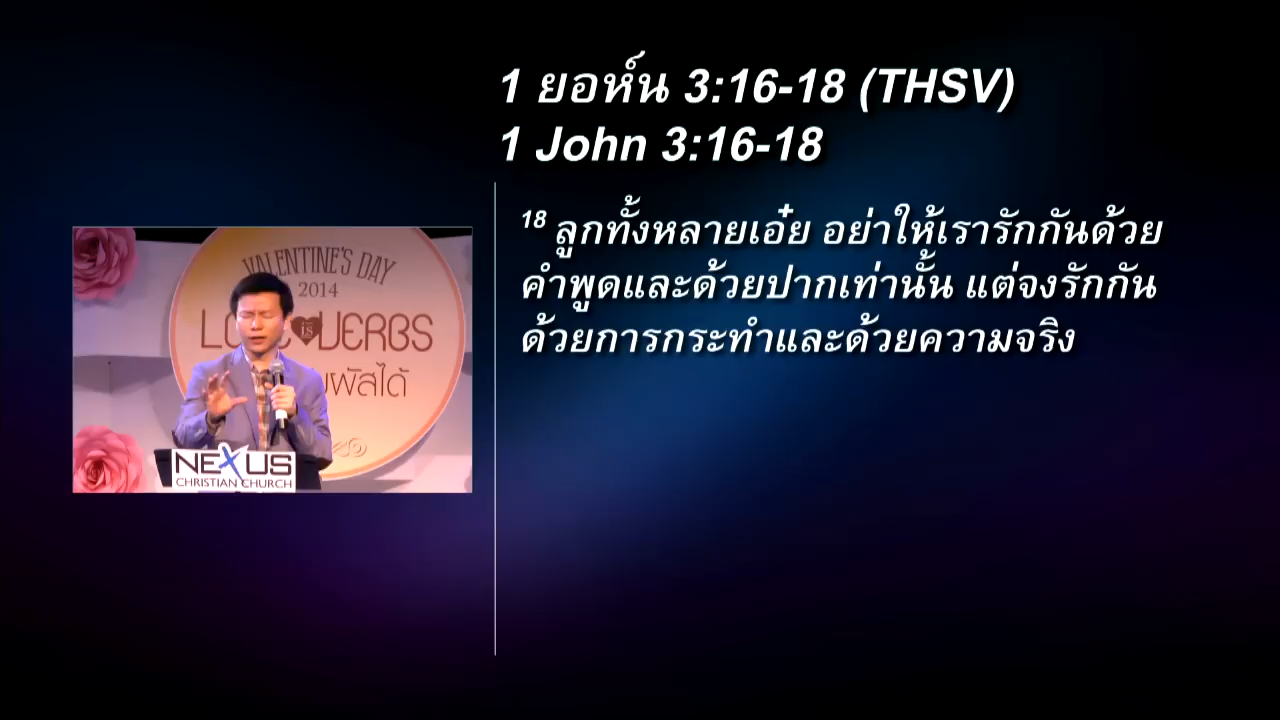 1 ยอห์น 3:16-18 (THSV)
1 John 3:16-18
18 ลูกทั้งหลายเอ๋ย อย่าให้เรารักกันด้วย
คำพูดและด้วยปากเท่านั้น แต่จงรักกัน
ด้วยการกระทำและด้วยความจริง
VALENTINE'S DAY
2014
is VERBS
NEXUS
CHRISTIAN CHURCH